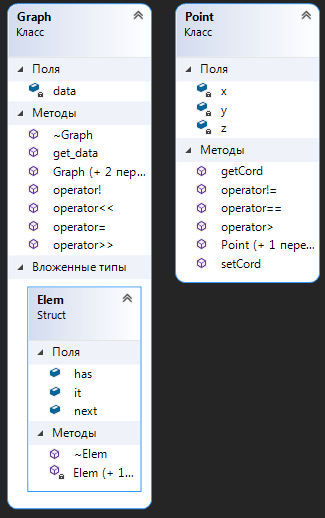 Graph
Класс
Поля
data
Методы
~Graph
get_data
Graph (+ 2 пер...
operator!
operator<<
operator=
operator>>
Вложенные типы
Elem
Struct
Поля
has
it
next
Методы
~Elem
Elem (+ 1...
Point
Класс
Поля
x
y
z
Методы
getCord
operator!=
operator==
operator>
Point (+ 1 пере...
setCord